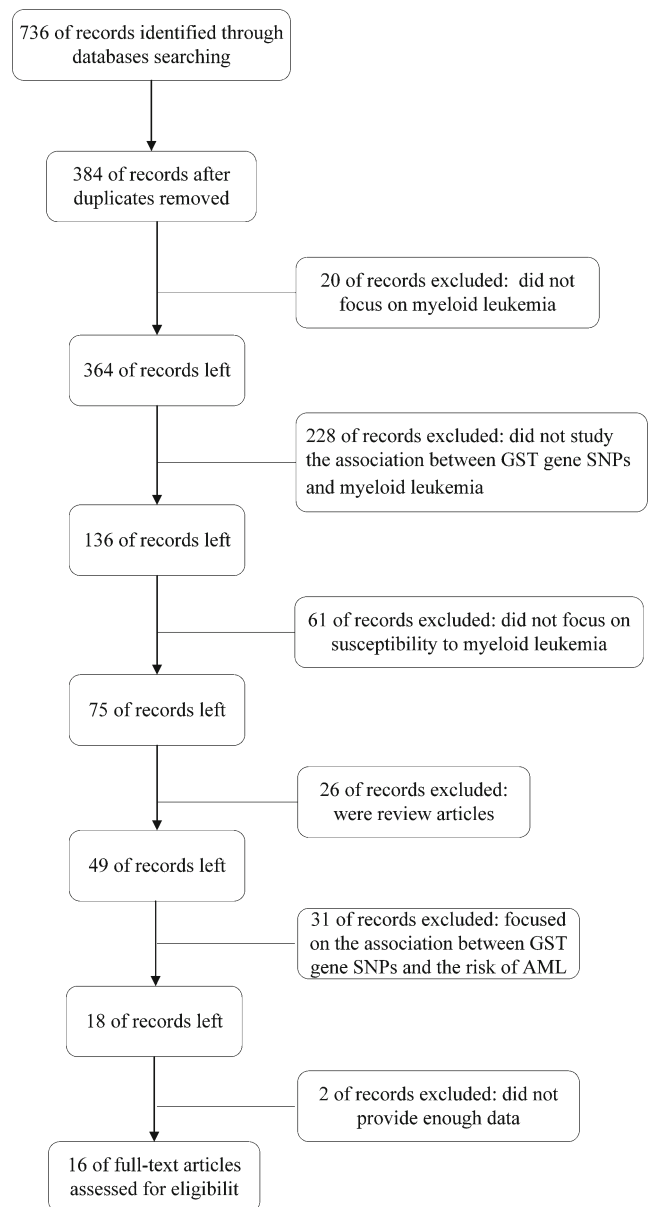 736 of records identified through
databases searching
384 of records after
duplicates removed
20 of records excluded: did not
focus on myeloid leukemia
364 of records left
228 of records excluded: did not study
the association between GST gene SNPs
and myeloid leukemia
136 of records left
61 of records excluded: did not focus on
susceptibility to myeloid leukemia
75 of records left
26 of records excluded:
were review articles
49 of records left
31 of records excluded: focused
on the association between GST
gene SNPs and the risk of AML
18 of records left
2 of records excluded: did not
provide enough data
16 of full-text articles
assessed for eligibilit